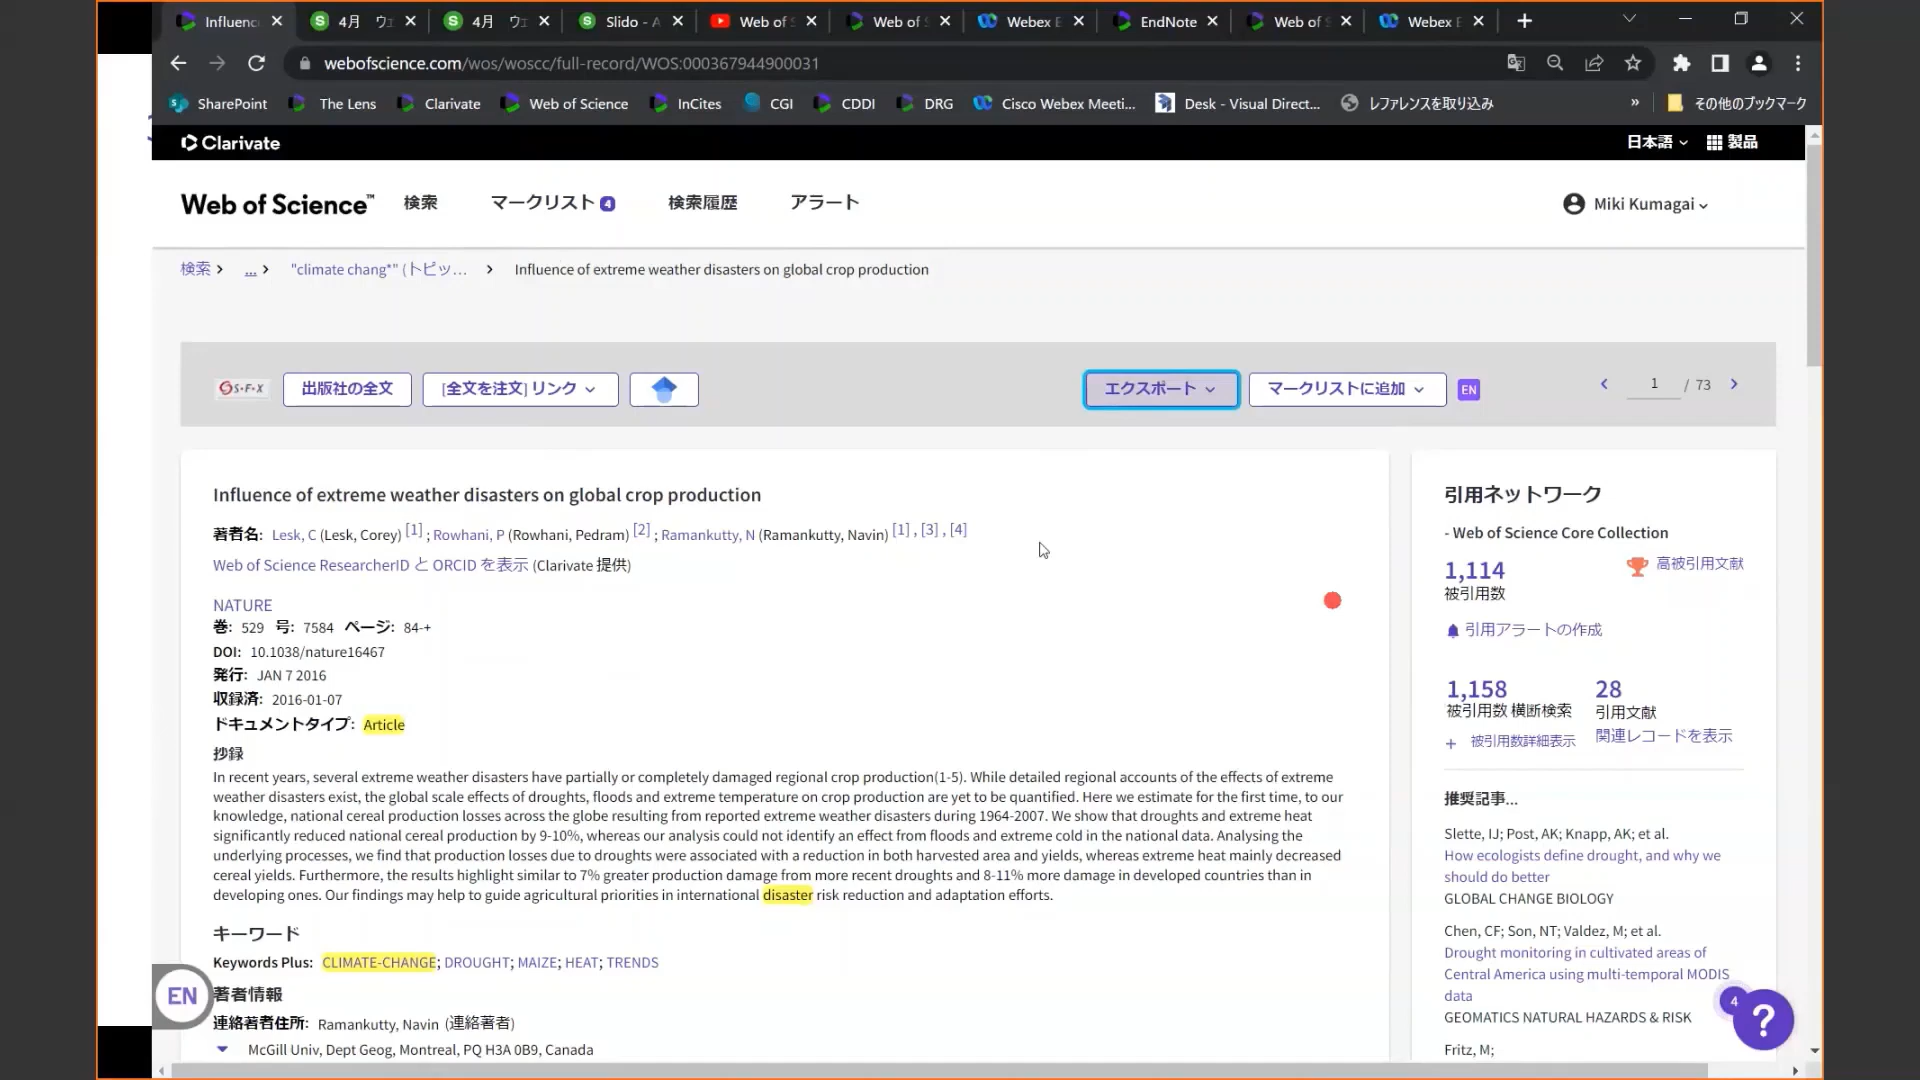 Influenc
4月 ウェ
4月 ウェ
Slido - A
Web of S
Web of S
Webex E
EndNote
Web of S
Webex E
webofscience.com/wos/woscc/full-record/WOS:000367944900031
SharePoint
The Lens
Clarivate
Web of Science
InCites
CGI
CDDI
DRG
Cisco Webex Meeti...
Desk - Visual Direct...
レファレンスを取り込み
»
その他のブックマーク
Clarivate
日本語
製品
Web of Science™
検索
マークリスト 4
検索履歴
アラート
Miki Kumagai
検索 > ... > "climate chang*" (トピッ... > Influence of extreme weather disasters on global crop production
S·F·X
出版社の全文
[全文を注文] リンク
エクスポート
マークリストに追加
EN
1 / 73
Influence of extreme weather disasters on global crop production
著者名: Lesk, C (Lesk, Corey) [1] ; Rowhani, P (Rowhani, Pedram) [2] ; Ramankutty, N (Ramankutty, Navin) [1] , [3] , [4]
Web of Science ResearcherID と ORCID を表示 (Clarivate 提供)
NATURE
巻: 529 号: 7584 ページ: 84-+
DOI: 10.1038/nature16467
発行: JAN 7 2016
収録済: 2016-01-07
ドキュメントタイプ: Article
抄録
In recent years, several extreme weather disasters have partially or completely damaged regional crop production(1-5). While detailed regional accounts of the effects of extreme
weather disasters exist, the global scale effects of droughts, floods and extreme temperature on crop production are yet to be quantified. Here we estimate for the first time, to our
knowledge, national cereal production losses across the globe resulting from reported extreme weather disasters during 1964-2007. We show that droughts and extreme heat
significantly reduced national cereal production by 9-10%, whereas our analysis could not identify an effect from floods and extreme cold in the national data. Analysing the
underlying processes, we find that production losses due to droughts were associated with a reduction in both harvested area and yields, whereas extreme heat mainly decreased
cereal yields. Furthermore, the results highlight similar to 7% greater production damage from more recent droughts and 8-11% more damage in developed countries than in
developing ones. Our findings may help to guide agricultural priorities in international disaster risk reduction and adaptation efforts.
キーワード
Keywords Plus: CLIMATE-CHANGE; DROUGHT; MAIZE; HEAT; TRENDS
EN
著者情報
連絡著者住所: Ramankutty, Navin (連絡著者)
McGill Univ, Dept Geog, Montreal, PQ H3A 0B9, Canada
引用ネットワーク
- Web of Science Core Collection
1,114
被引用数
高被引用文献
引用アラートの作成
1,158
被引用数 横断検索
+ 被引用数詳細表示
28
引用文献
関連レコードを表示
推奨記事...
Slette, IJ; Post, AK; Knapp, AK; et al.
How ecologists define drought, and why we
should do better
GLOBAL CHANGE BIOLOGY
Chen, CF; Son, NT; Valdez, M; et al.
Drought monitoring in cultivated areas of
Central America using multi-temporal MODIS
data
GEOMATICS NATURAL HAZARDS & RISK
Fritz, M;
4
?